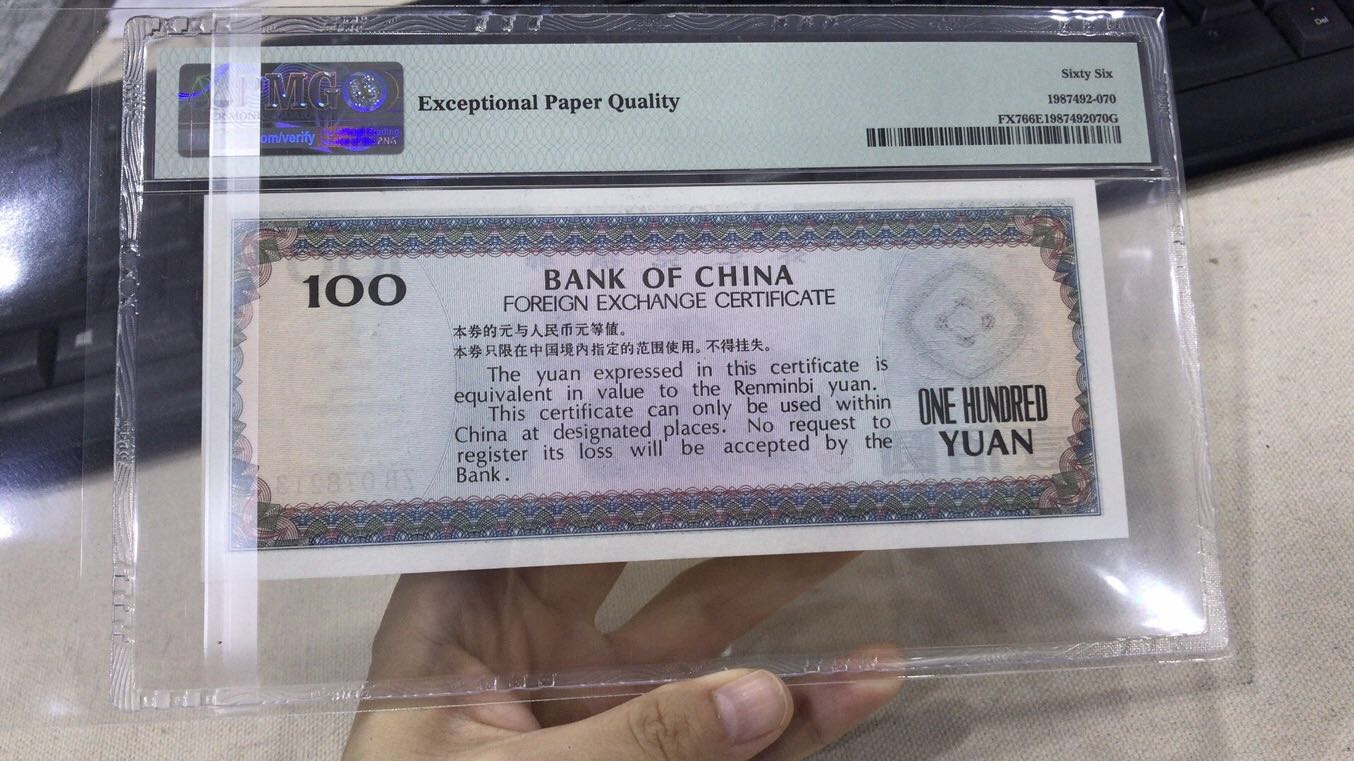 PMG
om/verify
Exceptional Paper Quality
Sixty Six
1987492-070
FX766E1987492070G
100
BANK OF CHINA
FOREIGN EXCHANGE CERTIFICATE
本券的元与人民币元等值。
本券只限在中国境内指定的范围使用。不得挂失。
The yuan expressed in this certificate is
equivalent in value to the Renminbi yuan.
This certificate can only be used within
China at designated places. No request to
register its loss will be accepted by the
Bank.
ONE HUNDRED
YUAN